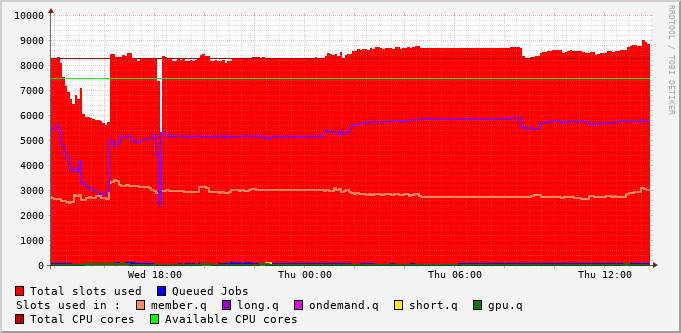 10000
9000
8000
7000
6000
5000
4000
3000
2000
1000
0
Wed 18:00 Thu 00:00 Thu 06:00 Thu 12:00
RRDTOOL / TOBI OETIKER
Total slots used Queued Jobs
Slots used in : member.q long.q ondemand.q short.q gpu.q
Total CPU cores Available CPU cores